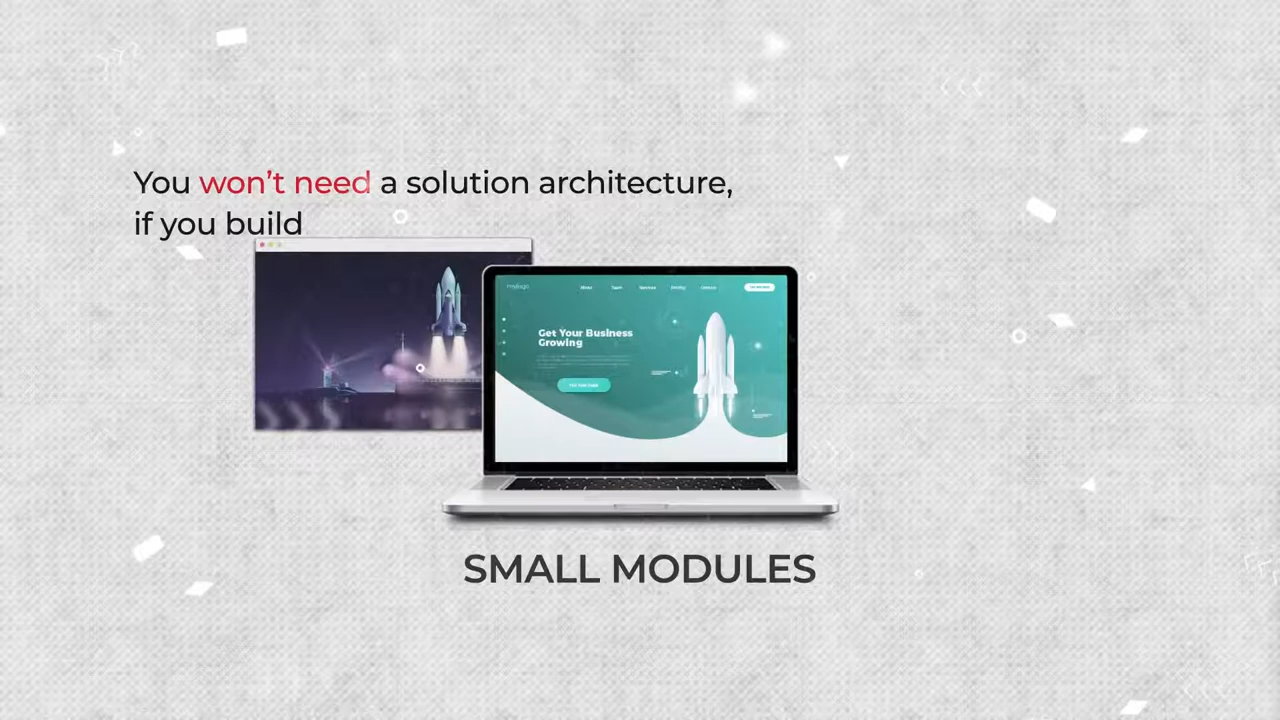 You won’t need a solution architecture,
if you build
Get Your Business
Growing
SMALL MODULES